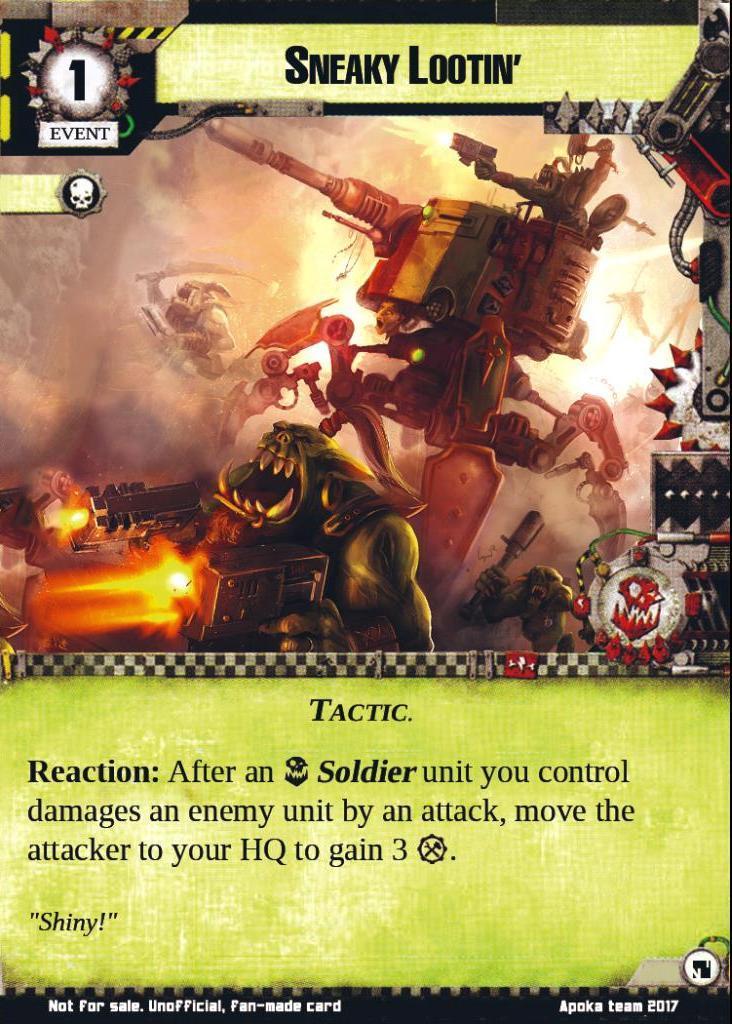 1
SNEAKY LOOTIN'
EVENT
TACTIC.
Reaction: After an Soldier unit you control
damages an enemy unit by an attack, move the
attacker to your HQ to gain 3 .
"Shiny!"
Not for sale. Unofficial, fan-made card
Apoka team 2017